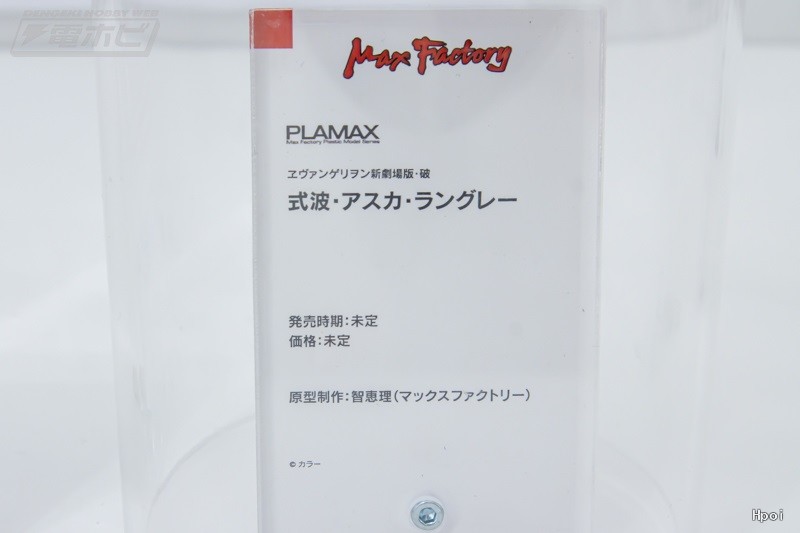 DENGEKI HOBBY WEB
電ホビ
Max Factory
PLAMAX
Max Factory Plastic Model Series
ヱヴァンゲリヲン新劇場版・破
式波・アスカ・ラングレー
発売時期：未定
価格：未定
原型制作：智恵理（マックスファクトリー）
© カラー
Hpoi